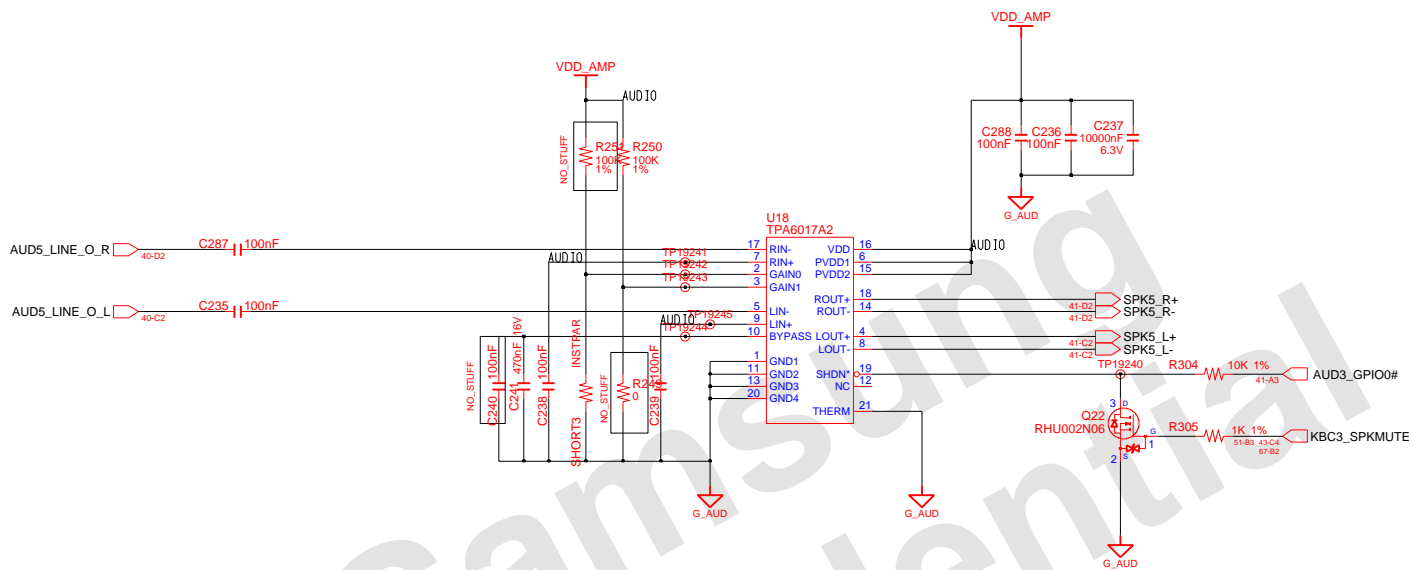 VDD_AMP
VDD_AMP
AUDIO
NO_STUFF
R251
100K
1%
R250
100K
1%
C288
100nF
C236
100nF
C237
10000nF
6.3V
G_AUD
U18
TPA6017A2
AUD5_LINE_O_R
40-D2
C287
100nF
AUD5_LINE_O_L
40-C2
C235
100nF
AUDIO
TP19241
TP19242
TP19243
TP19245
AUDIO
TP19244
17 RIN-
7 RIN+
2 GAIN0
3 GAIN1
5 LIN-
9 LIN+
10 BYPASS
1 GND1
11 GND2
13 GND3
20 GND4
VDD 16
PVDD1 6
PVDD2 15
ROUT+ 18
ROUT- 14
LOUT+ 4
LOUT- 8
SHDN* 19
NC 12
THERM 21
AUDIO
41-D2
SPK5_R+
41-D2
SPK5_R-
41-C2
SPK5_L+
41-C2
SPK5_L-
TP19240
R304
10K 1%
41-A3
AUD3_GPIO0#
3 D
Q22
RHU002N06
G
1
2 S
R305
1K 1%
51-B3 43-C4
67-B2
KBC3_SPKMUTE
NO_STUFF
C240
100nF
C241
470nF
16V
C238
100nF
SHORT3
INSTPAR
NO_STUFF
R249
0
C239
100nF
G_AUD
G_AUD
G_AUD
Samsung